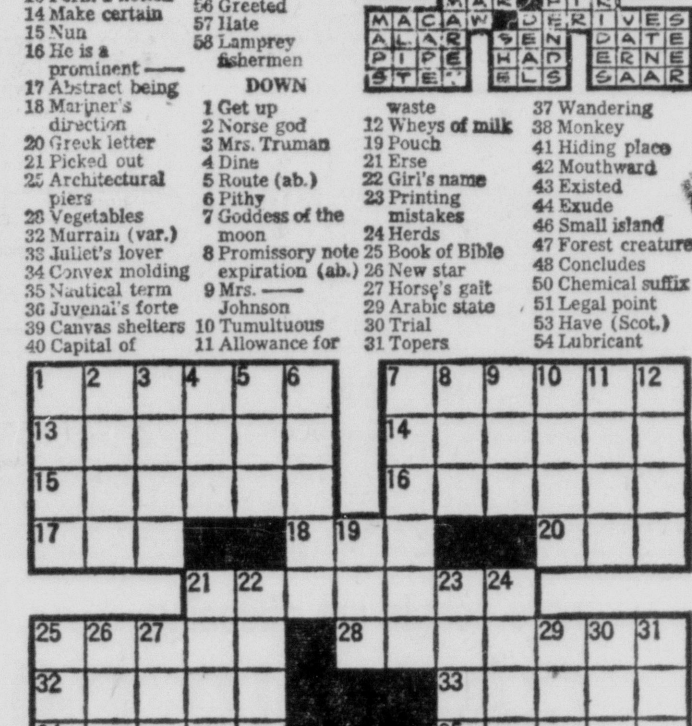 14 Make certain
15 Nun
16 He is a
prominent —
17 Abstract being
18 Mariner's
direction
20 Greek letter
21 Picked out
25 Architectural
piers
28 Vegetables
32 Murrain (var.)
33 Juliet's lover
34 Convex molding
35 Nautical term
36 Juvenal's forte
39 Canvas shelters
40 Capital of
56 Greeted
57 Hate
58 Lamprey
fishermen
DOWN
1 Get up
2 Norse god
3 Mrs. Truman
4 Dine
5 Route (ab.)
6 Pithy
7 Goddess of the
moon
8 Promissory note
expiration (ab.)
9 Mrs. —
Johnson
10 Tumultuous
11 Allowance for
MACAW DERIVES
ALAR SEN DATE
PIPE HAD ERNE
STE ELS SAAR
waste
12 Wheys of milk
19 Pouch
21 Erse
22 Girl's name
23 Printing
mistakes
24 Herds
25 Book of Bible
26 New star
27 Horse's gait
29 Arabic state
30 Trial
31 Topers
37 Wandering
38 Monkey
41 Hiding place
42 Mouthward
43 Existed
44 Exude
46 Small island
47 Forest creature
48 Concludes
50 Chemical suffix
51 Legal point
53 Have (Scot.)
54 Lubricant
1 2 3 4 5 6 7 8 9 10 11 12
13 14
15 16
17 18 19 20
21 22 23 24
25 26 27 28 29 30 31
32 33